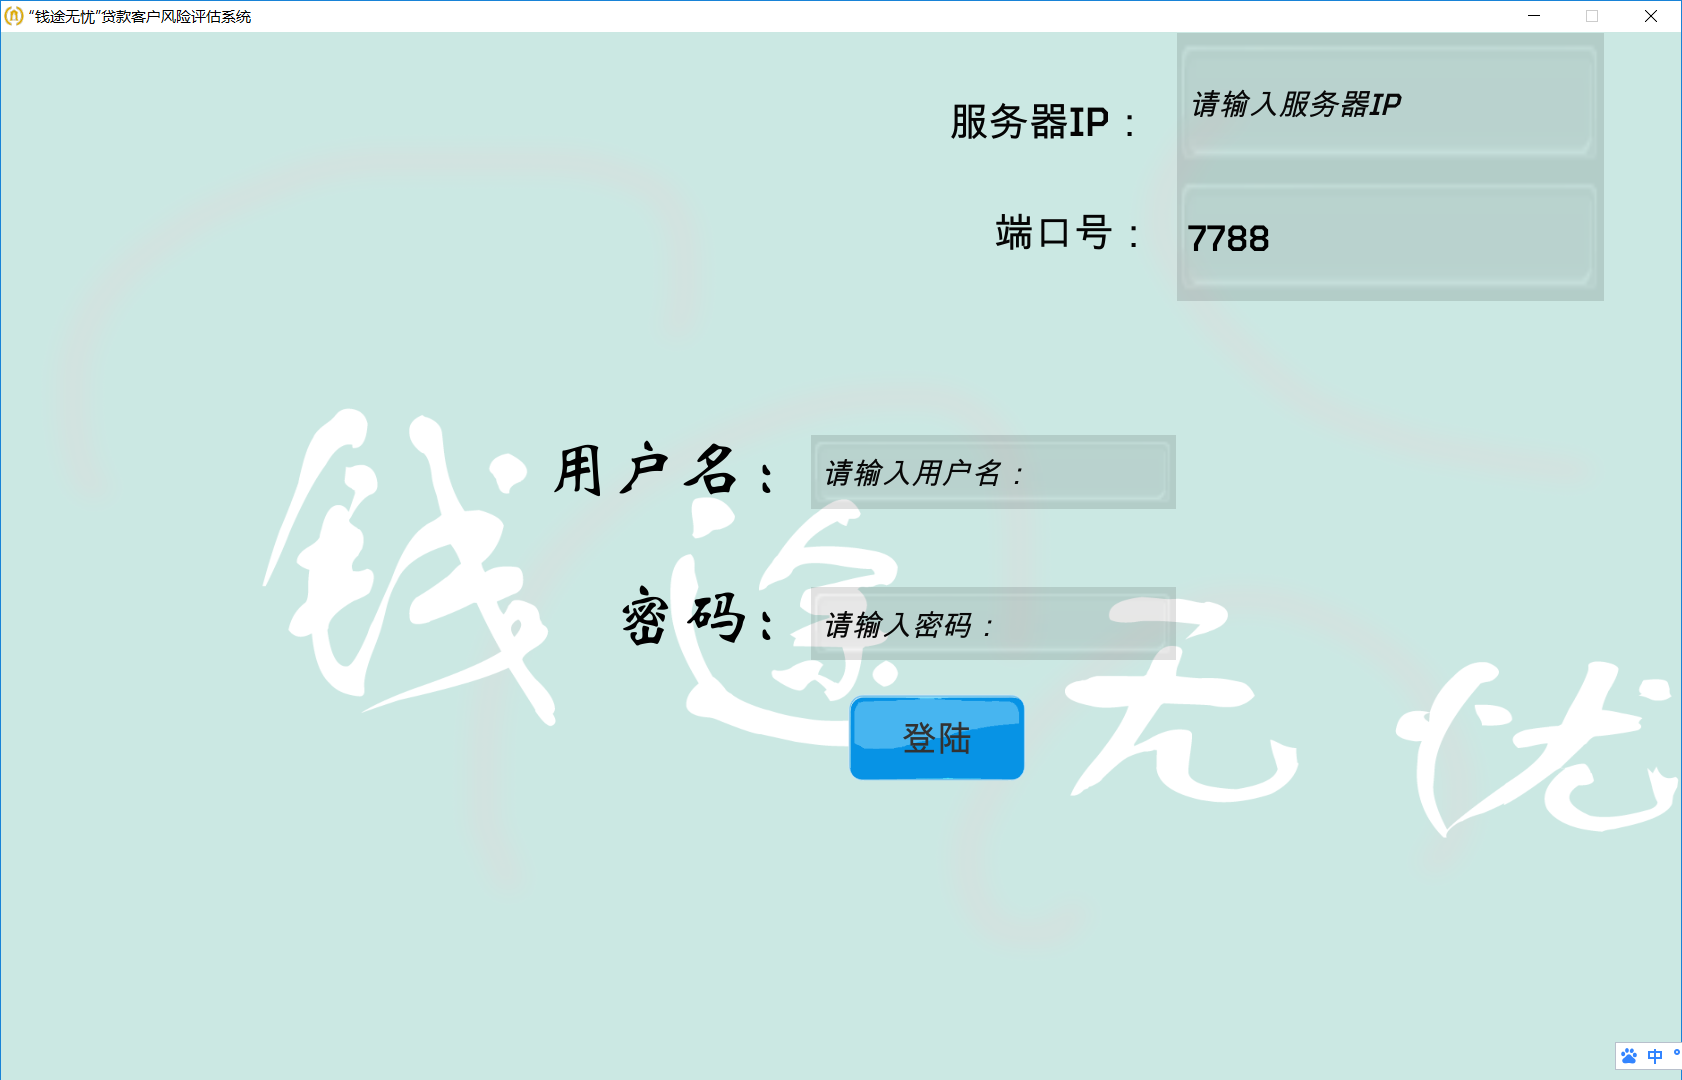 “钱途无忧”贷款客户风险评估系统
服务器IP： 请输入服务器IP
端口号： 7788
用户名： 请输入用户名：
密码： 请输入密码：
钱途无忧
登陆
中